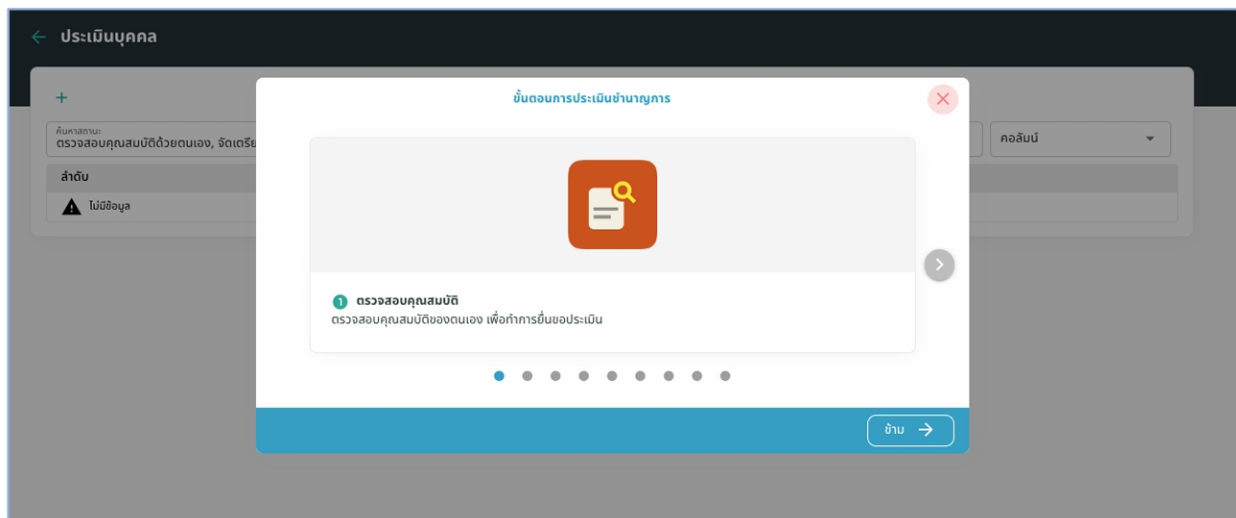 ประเมินบุคคล
ขั้นตอนการประเมินชำนาญการ
ค้นหาสถานะ
ตรวจสอบคุณสมบัติด้วยตนเอง, จัดเตรีย
คอลัมน์
ลำดับ
ไม่มีข้อมูล
1 ตรวจสอบคุณสมบัติ
ตรวจสอบคุณสมบัติของตนเอง เพื่อทำการยื่นขอประเมิน
ข้าม